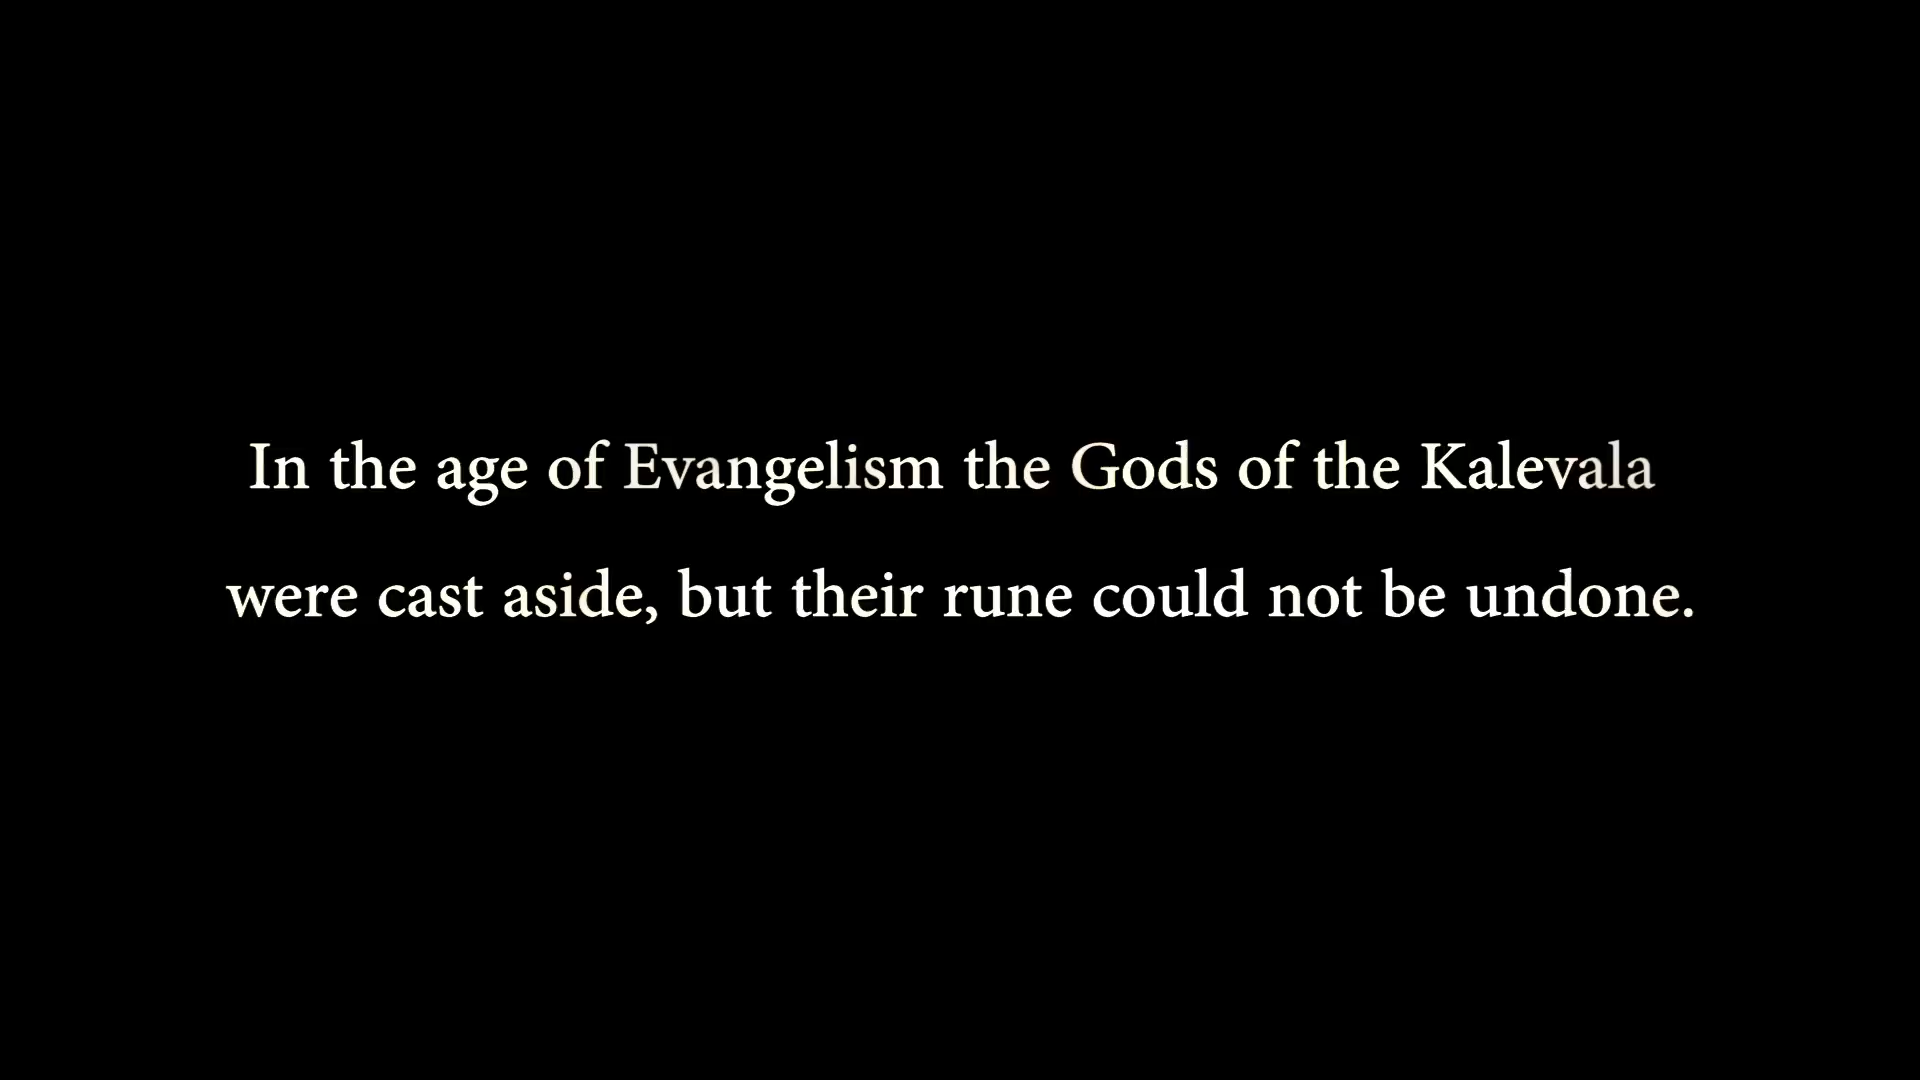 In the age of Evangelism the Gods of the Kalevala
were cast aside, but their rune could not be undone.